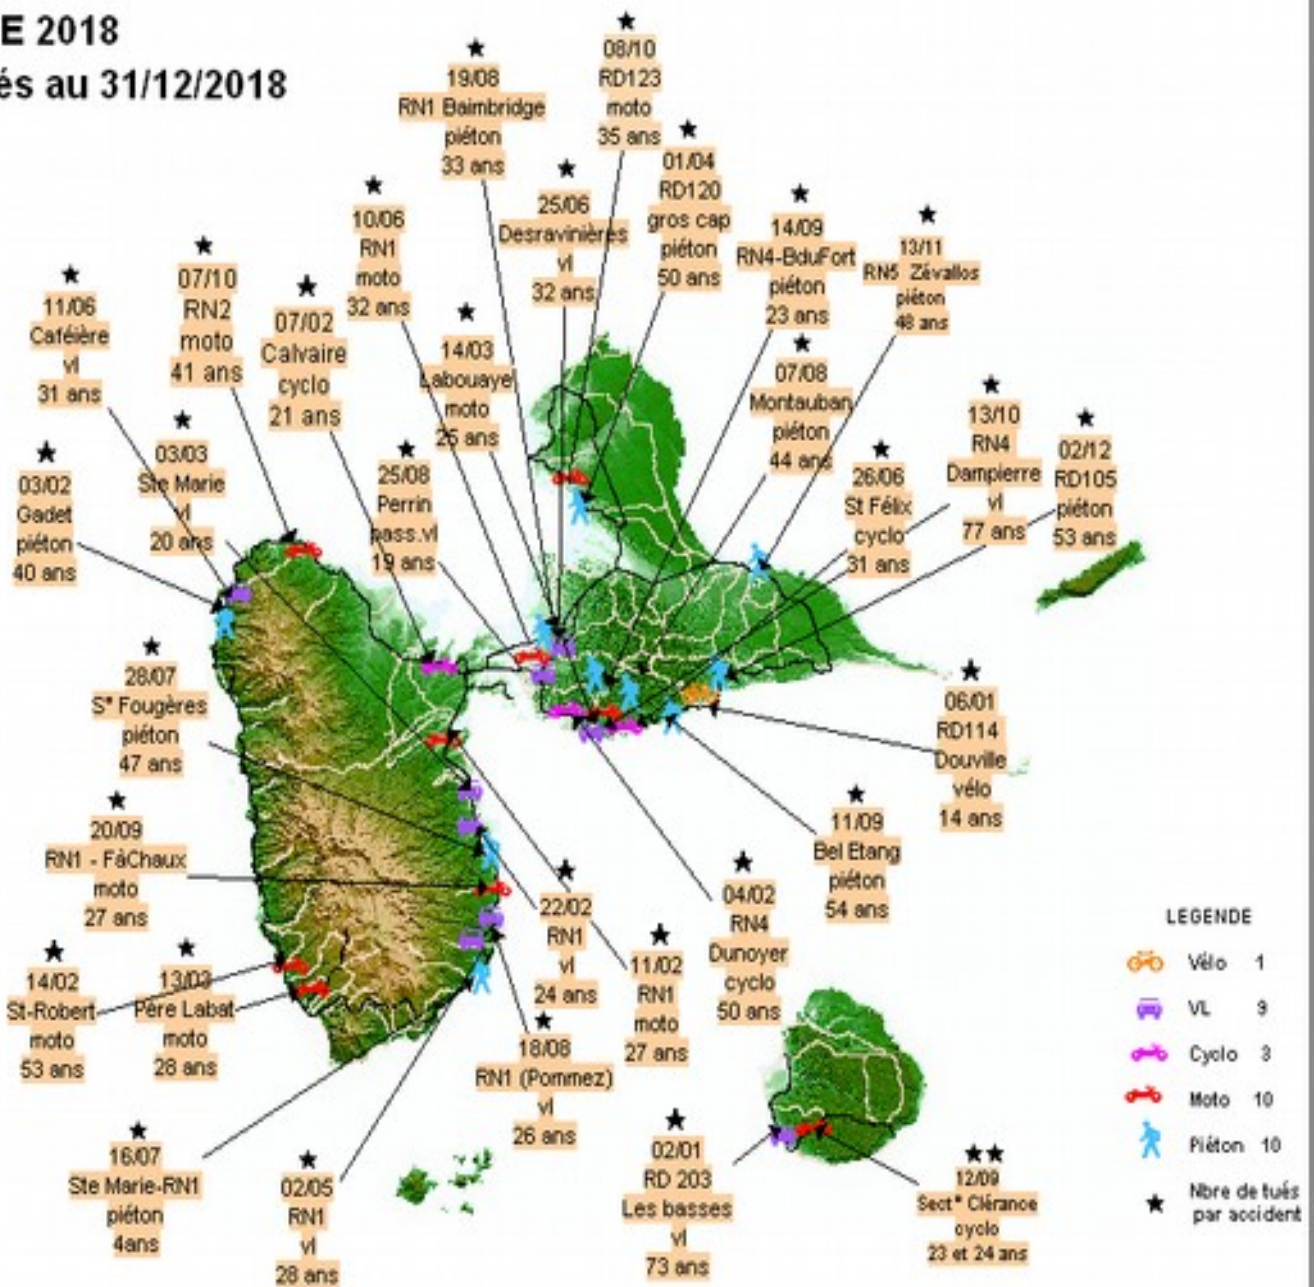 E 2018
és au 31/12/2018
08/10
RD123
moto
35 ans
19/08
RN1 Baimbridge
piéton
33 ans
01/04
RD120
gros cap
piéton
50 ans
25/06
Desravinières
vl
32 ans
10/06
RN1
moto
32 ans
14/09
RN4-BduFort
piéton
23 ans
13/11
RN5 Zévallos
piéton
48 ans
07/10
RN2
moto
41 ans
11/06
Caféière
vl
31 ans
07/02
Calvaire
cyclo
21 ans
14/03
Labouaye
moto
25 ans
07/08
Montauban
piéton
44 ans
13/10
RN4
Dampierre
vl
77 ans
02/12
RD105
piéton
53 ans
03/03
Ste Marie
vl
20 ans
03/02
Gadet
piéton
40 ans
25/08
Perrin
pass.vl
19 ans
26/06
St Félix
cyclo
31 ans
28/07
S° Fougères
piéton
47 ans
06/01
RD114
Douville
vélo
14 ans
20/09
RN1 - FàChaux
moto
27 ans
11/09
Bel Etang
piéton
54 ans
22/02
RN1
vl
24 ans
04/02
RN4
Dunoyer
cyclo
50 ans
11/02
RN1
moto
27 ans
14/02
St-Robert
moto
53 ans
13/03
Père Labat
moto
28 ans
18/08
RN1 (Pommez)
vl
26 ans
16/07
Ste Marie-RN1
piéton
4ans
02/05
RN1
vl
28 ans
02/01
RD 203
Les basses
vl
73 ans
12/09
Sect° Clérance
cyclo
23 et 24 ans
LEGENDE
Vélo 1
VL 9
Cyclo 3
Moto 10
Piéton 10
Nbre de tués
par accident